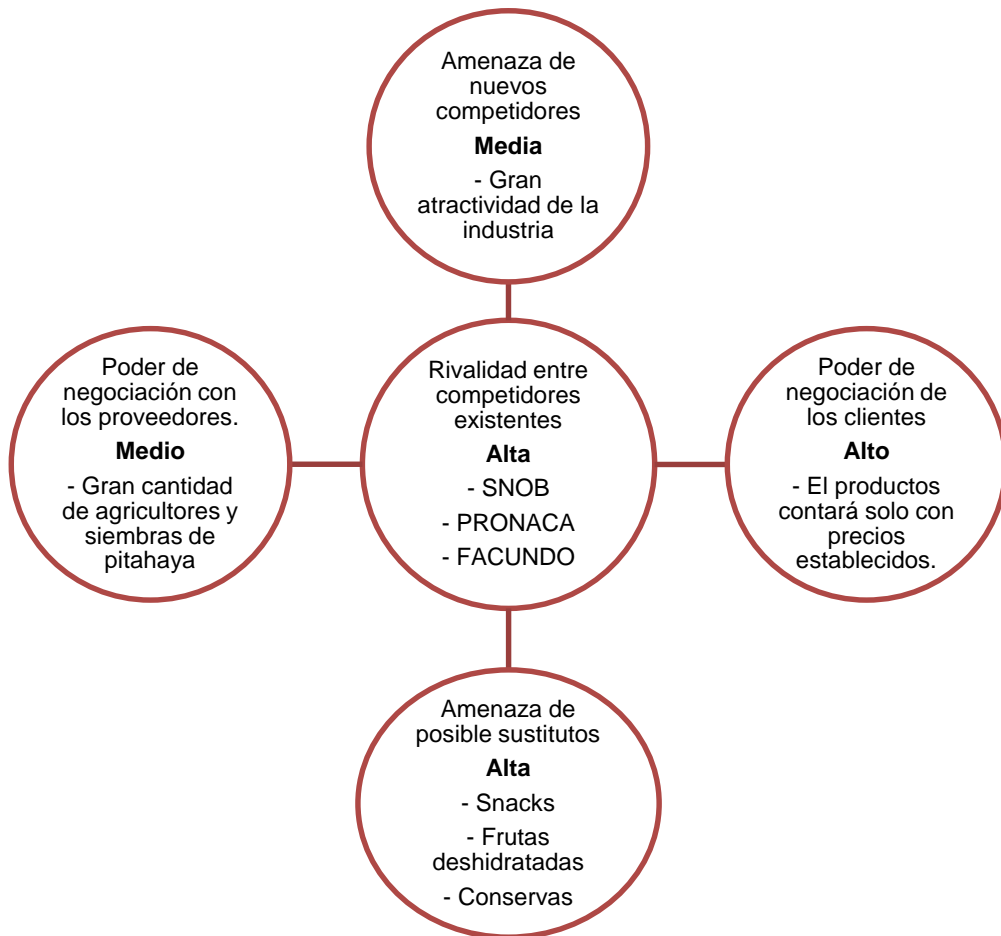 Amenaza de
nuevos
competidores
Media
- Gran
atractividad de la
industria
Poder de
negociación con
los proveedores.
Medio
- Gran cantidad
de agricultores y
siembras de
pitahaya
Rivalidad entre
competidores
existentes
Alta
- SNOB
- PRONACA
- FACUNDO
Poder de
negociación de
los clientes
Alto
- El productos
contará solo con
precios
establecidos.
Amenaza de
posible sustitutos
Alta
- Snacks
- Frutas
deshidratadas
- Conservas